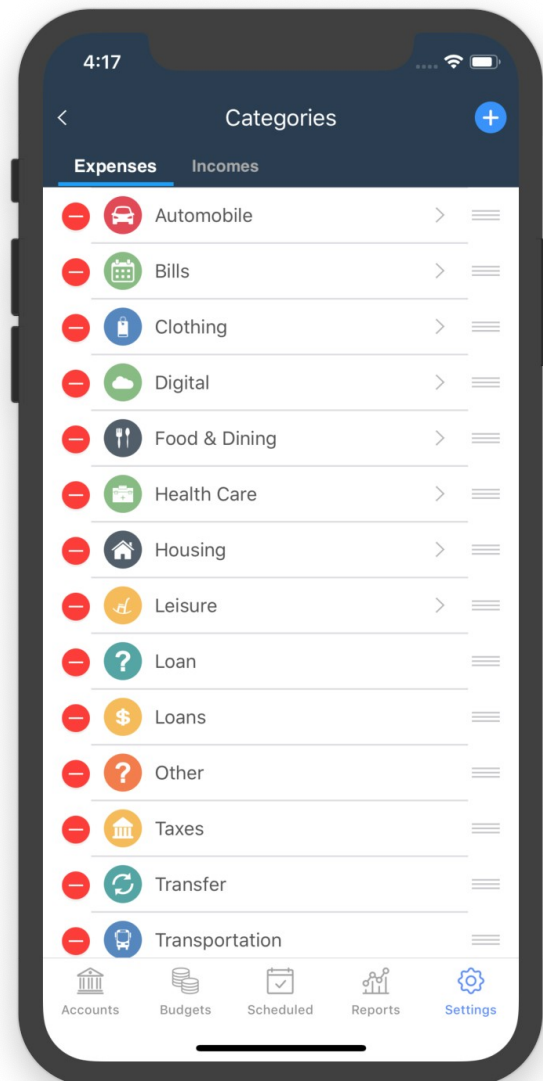 4:17
Categories
Expenses Incomes
Automobile
Bills
Clothing
Digital
Food & Dining
Health Care
Housing
Leisure
? Loan
$ Loans
? Other
Taxes
Transfer
Transportation
Accounts Budgets Scheduled Reports Settings